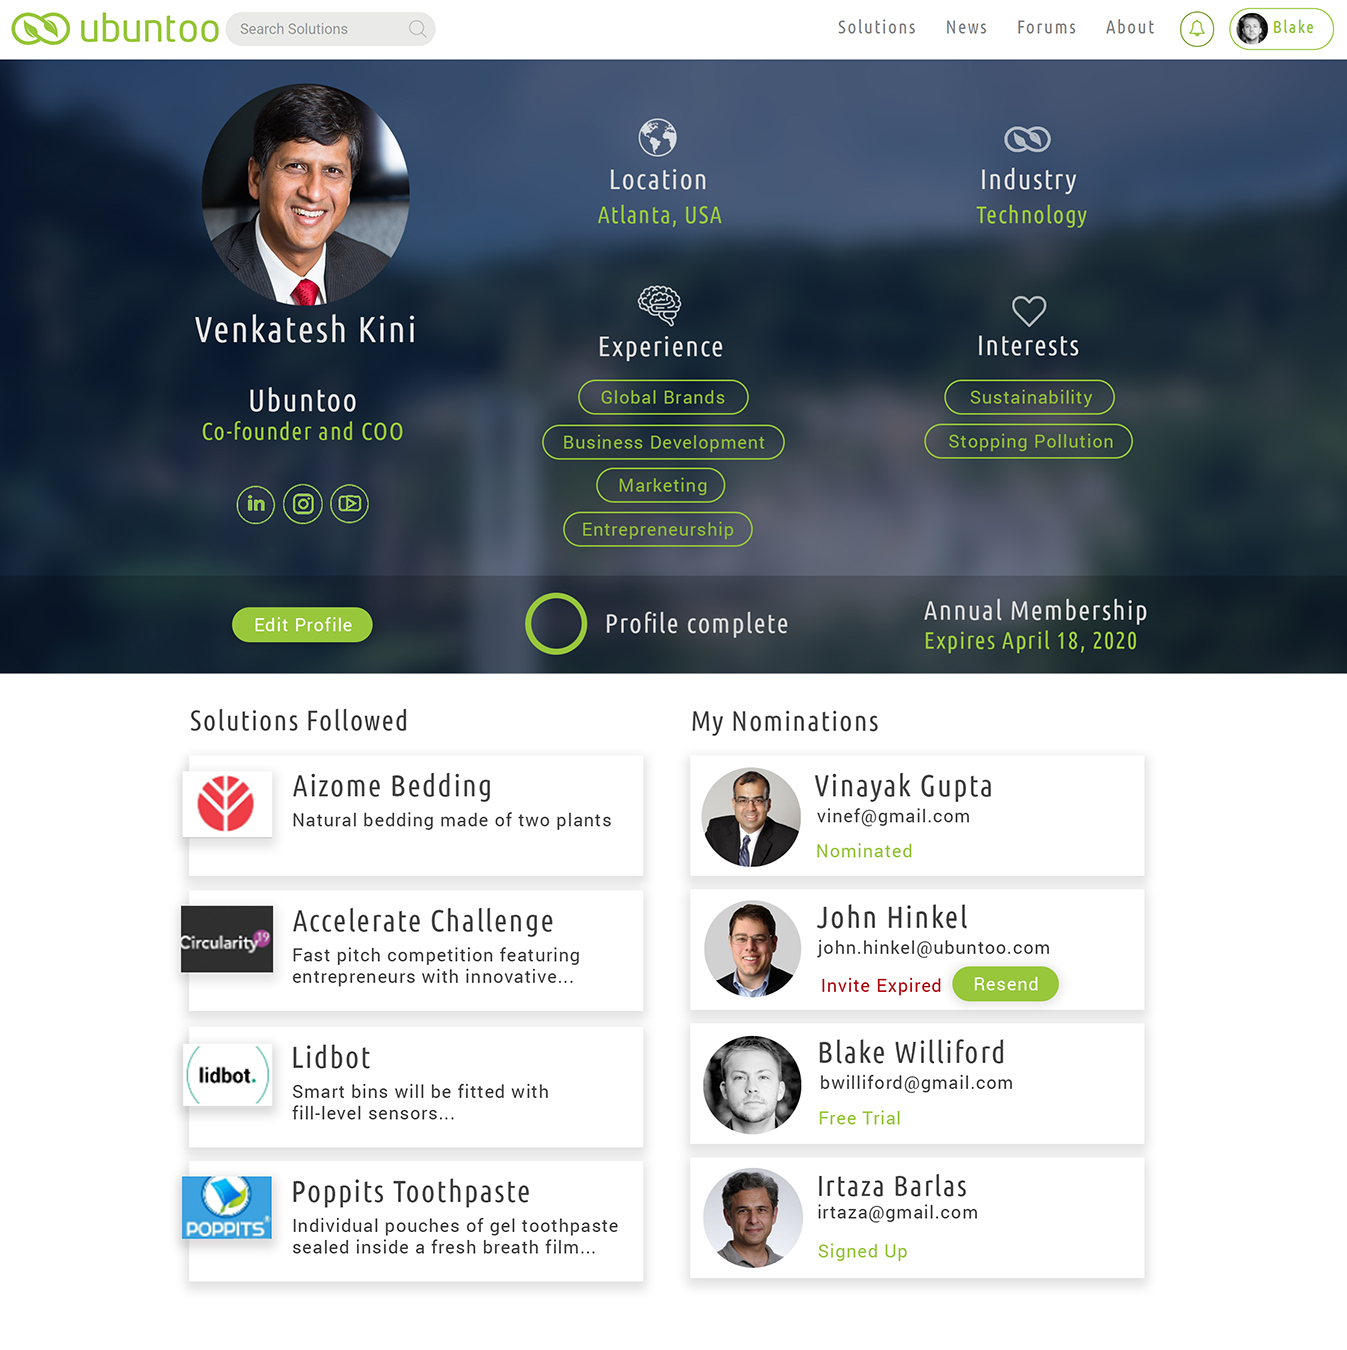 ubuntoo
Search Solutions
Solutions
News
Forums
About
Blake
Venkatesh Kini
Ubuntoo
Co-founder and COO
in
Location
Atlanta, USA
Industry
Technology
Experience
Global Brands
Business Development
Marketing
Entrepreneurship
Interests
Sustainability
Stopping Pollution
Edit Profile
Profile complete
Annual Membership
Expires April 18, 2020
Solutions Followed
Aizome Bedding
Natural bedding made of two plants
Circularity 19
Accelerate Challenge
Fast pitch competition featuring
entrepreneurs with innovative...
lidbot.
Lidbot
Smart bins will be fitted with
fill-level sensors...
POPPITS®
Poppits Toothpaste
Individual pouches of gel toothpaste
sealed inside a fresh breath film...
My Nominations
Vinayak Gupta
vinef@gmail.com
Nominated
John Hinkel
john.hinkel@ubuntoo.com
Invite Expired
Resend
Blake Williford
bwilliford@gmail.com
Free Trial
Irtaza Barlas
irtaza@gmail.com
Signed Up